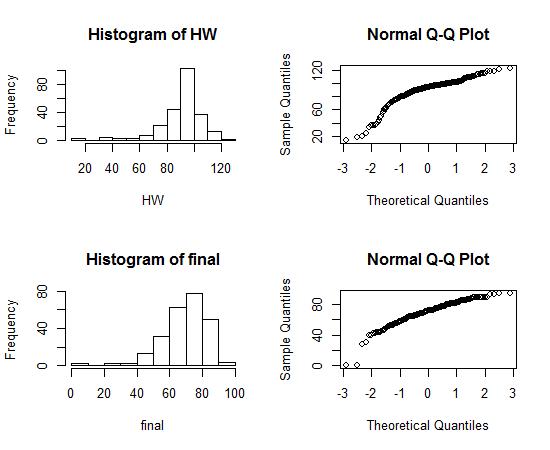 Histogram of HW
Frequency
0 40 80
20 40 60 80 120
HW
Normal Q-Q Plot
Sample Quantiles
20 60 120
-3 -2 -1 0 1 2 3
Theoretical Quantiles
Histogram of final
Frequency
0 40 80
0 20 40 60 80 100
final
Normal Q-Q Plot
Sample Quantiles
0 40 80
-3 -2 -1 0 1 2 3
Theoretical Quantiles